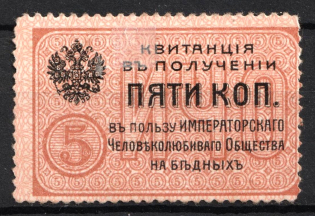 КВИТАНЦІЯ
ВЪ ПОЛУЧЕНІИ
ПЯТИ КОП.
5
ВЪ ПОЛЬЗУ ИМПЕРАТОРСКАГО
ЧЕЛОВѢКОЛЮБИВАГО ОБЩЕСТВА
НА БѢДНЫХЪ